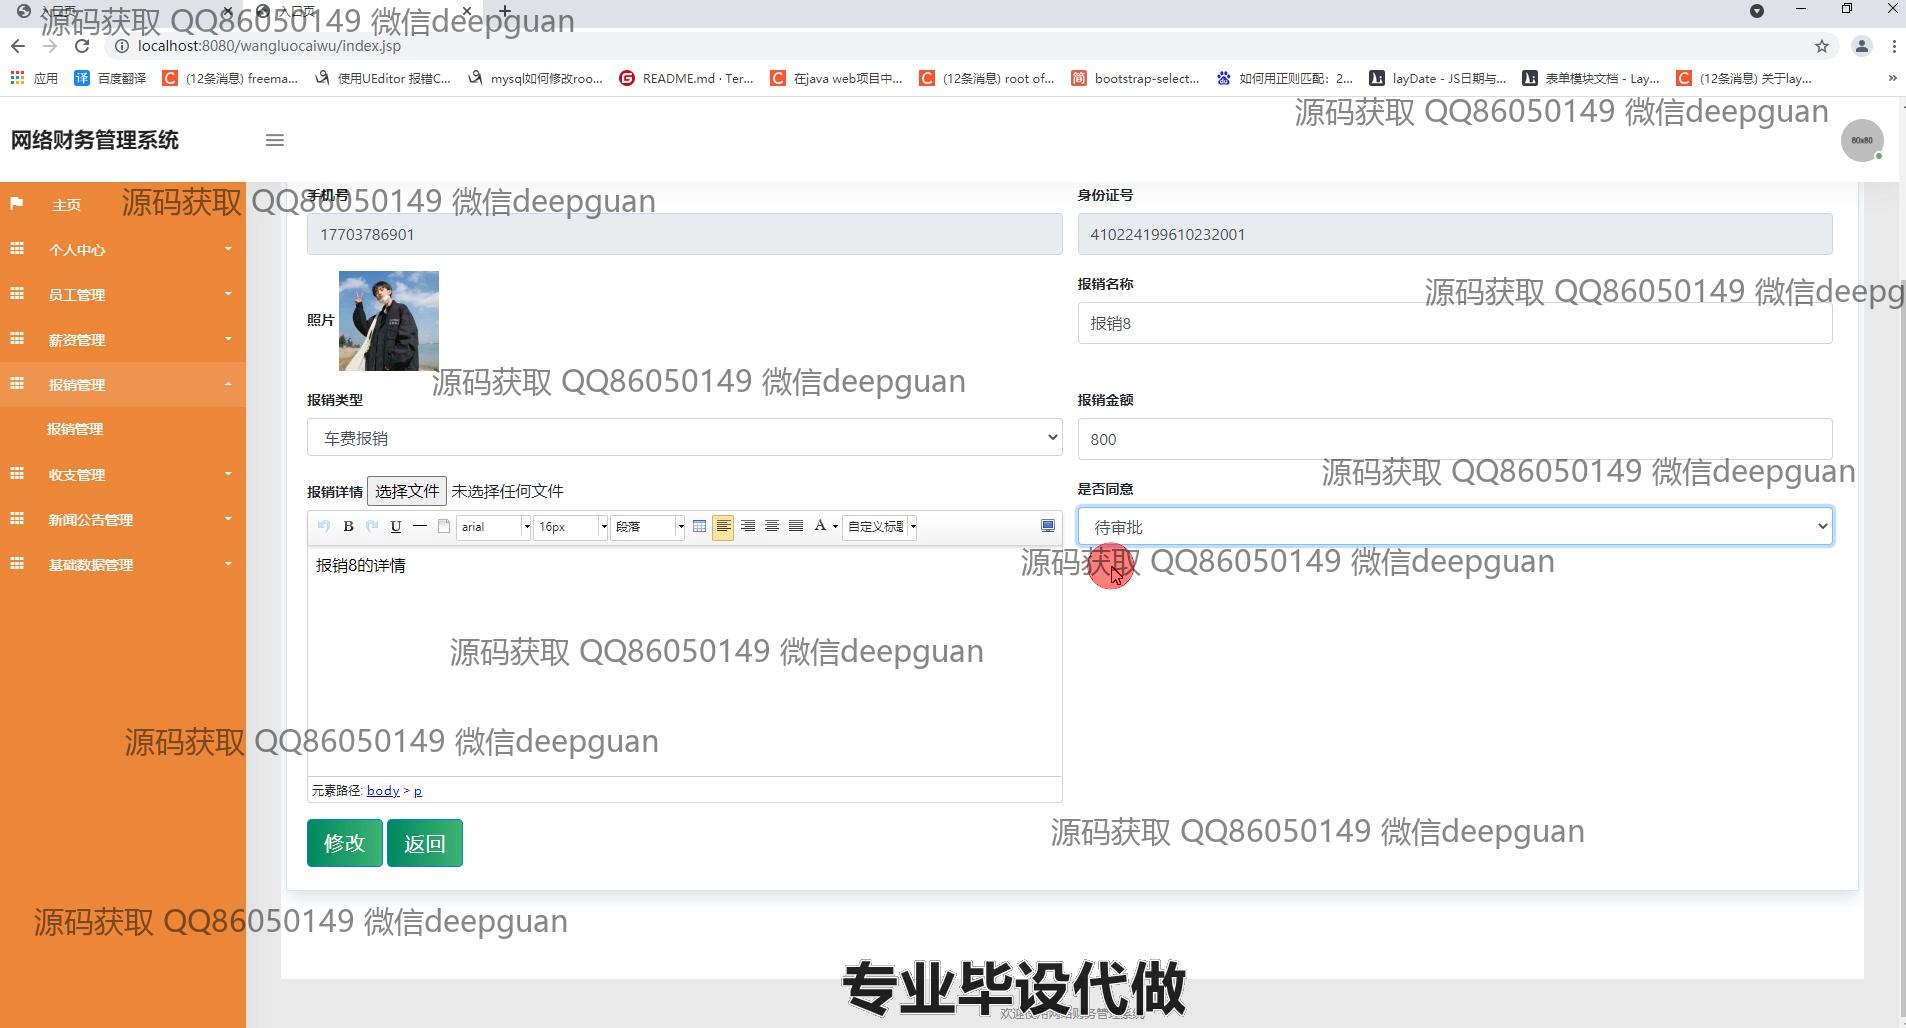 源码获取 QQ86050149 微信deepguan
localhost:8080/wangluocaiwu/index.jsp
应用
百度翻译
(12条消息) freema...
使用UEditor 报错C...
mysql如何修改roo...
README.md · Ter...
在java web项目中...
(12条消息) root of...
bootstrap-select...
如何用正则匹配：2...
layDate - JS日期与...
表单模块文档 - Lay...
(12条消息) 关于lay...
源码获取 QQ86050149 微信deepguan
网络财务管理系统
80x80
主页
源码获取 QQ86050149 微信deepguan
手机号
身份证号
17703786901
410224199610232001
个人中心
员工管理
薪资管理
报销管理
报销管理
收支管理
新闻公告管理
基础数据管理
照片
报销名称
源码获取 QQ86050149 微信deepg
报销8
源码获取 QQ86050149 微信deepguan
报销类型
报销金额
车费报销
800
源码获取 QQ86050149 微信deepguan
报销详情 选择文件 未选择任何文件
是否同意
B U arial 16px 段落 A 自定义标题
待审批
源码获取 QQ86050149 微信deepguan
报销8的详情
源码获取 QQ86050149 微信deepguan
源码获取 QQ86050149 微信deepguan
元素路径: body > p
修改 返回
源码获取 QQ86050149 微信deepguan
源码获取 QQ86050149 微信deepguan
专业毕设代做